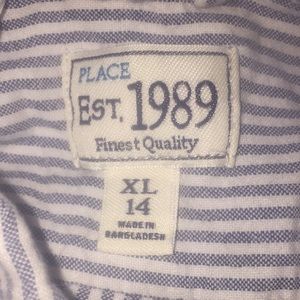 PLACE
EST. 1989
Finest Quality
XL
14
MADE IN
BANGLADESH